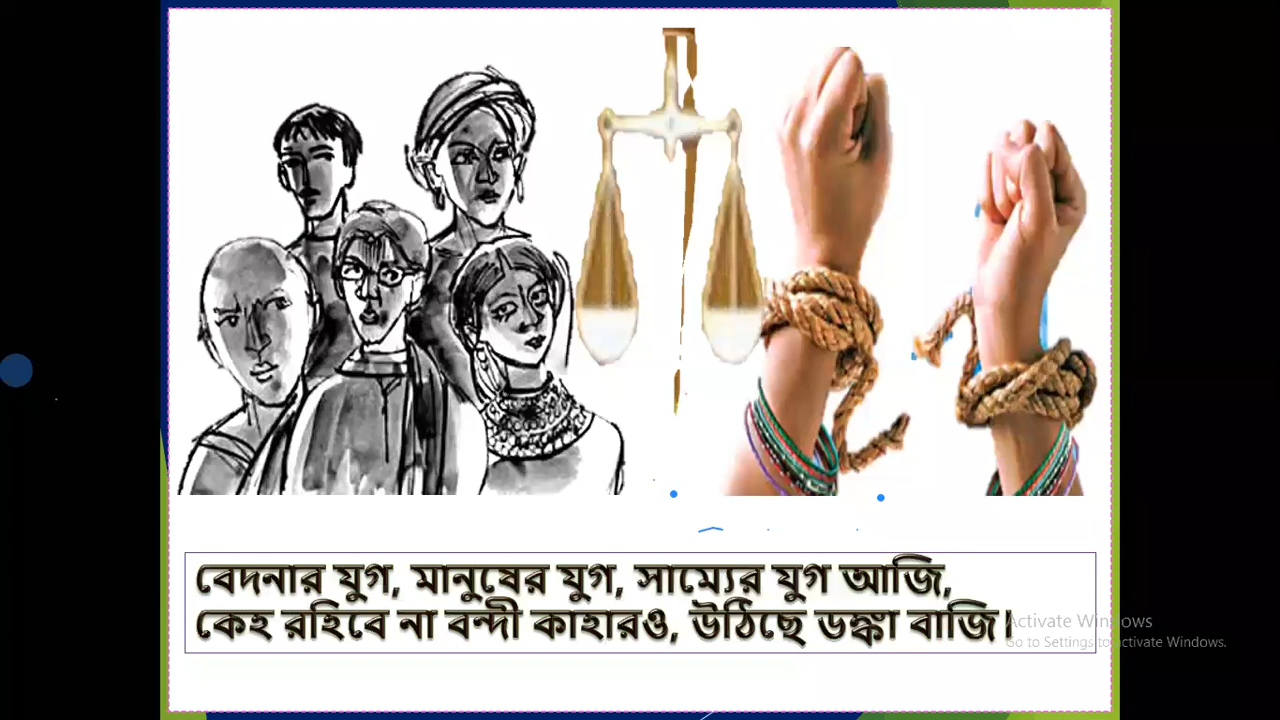 বেদনার যুগ, মানুষের যুগ, সাম্যের যুগ আজি,
কেহ রহিবে না বন্দী কাহারও, উঠিছে ডঙ্কা বাজি।
Activate Windows
Go to Settings to activate Windows.